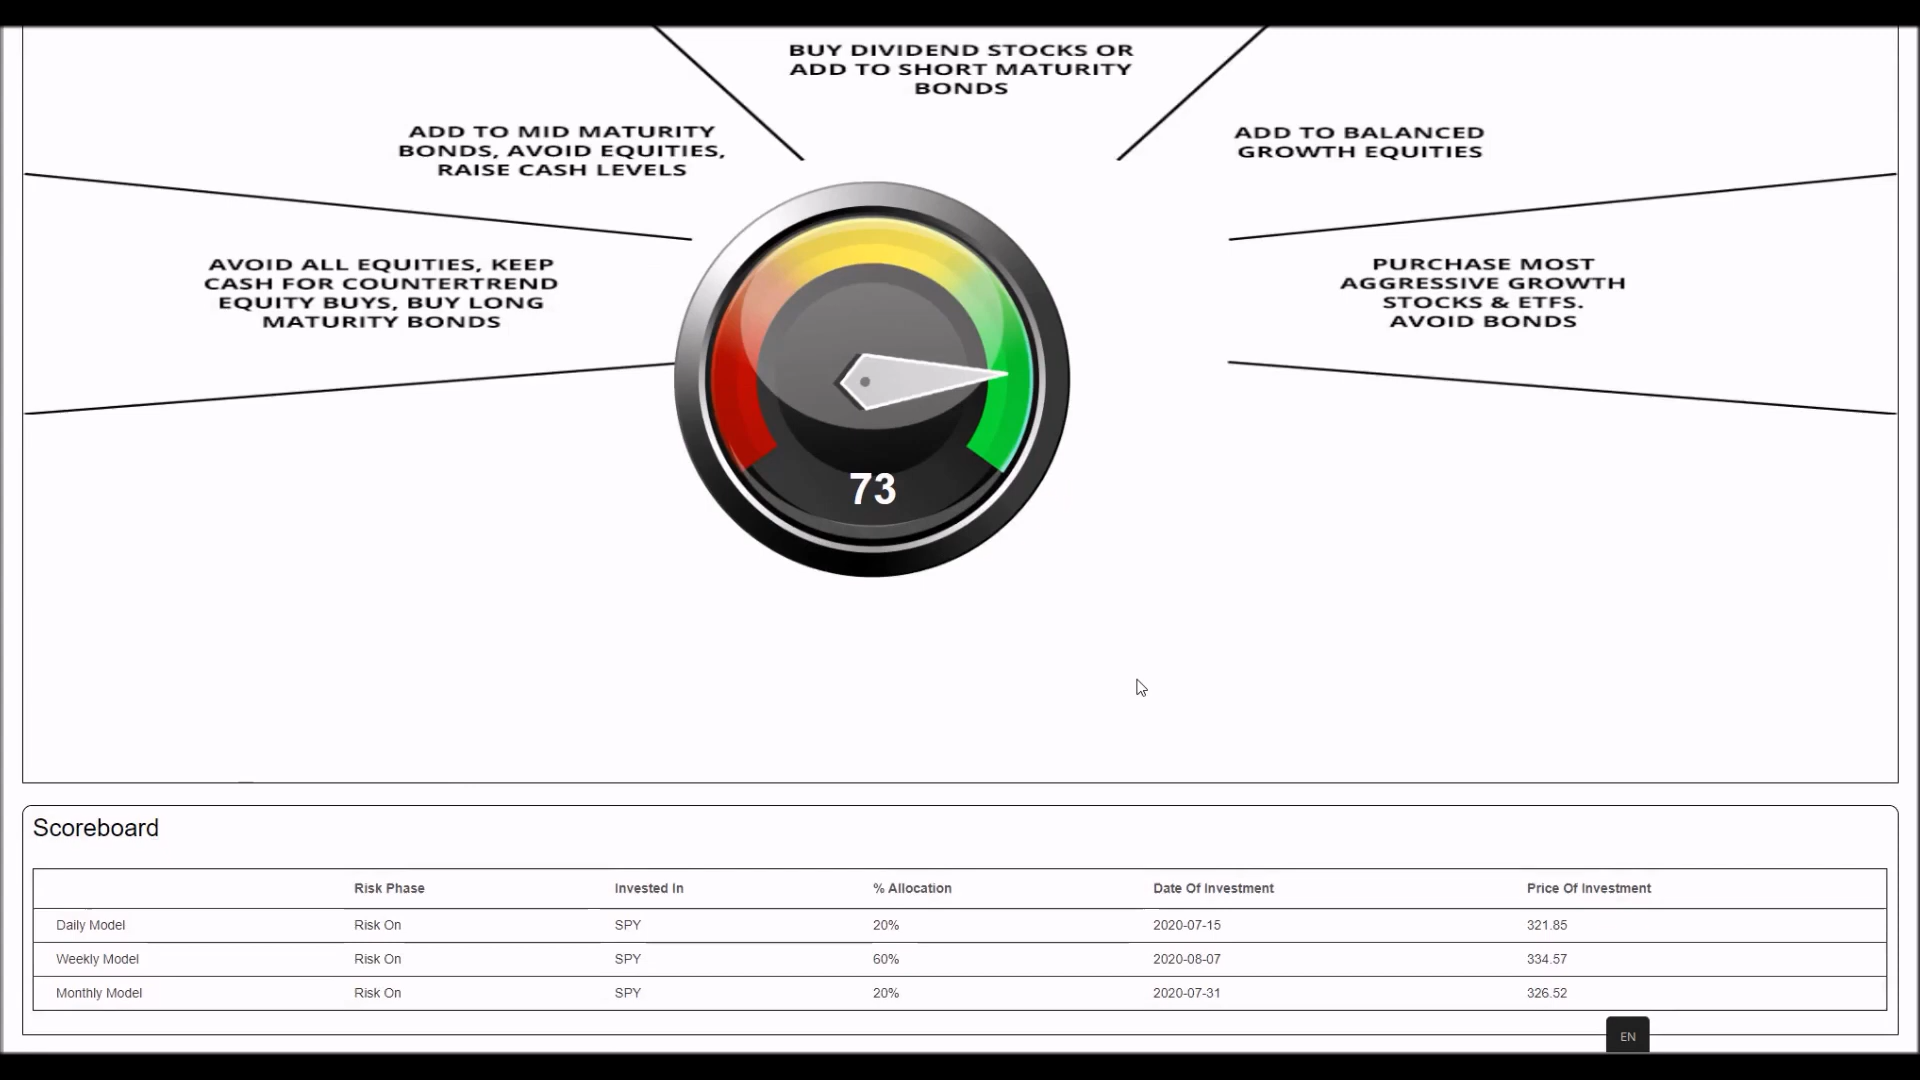 BUY DIVIDEND STOCKS OR
ADD TO SHORT MATURITY
BONDS
ADD TO MID MATURITY
BONDS, AVOID EQUITIES,
RAISE CASH LEVELS
ADD TO BALANCED
GROWTH EQUITIES
AVOID ALL EQUITIES, KEEP
CASH FOR COUNTERTREND
EQUITY BUYS, BUY LONG
MATURITY BONDS
PURCHASE MOST
AGGRESSIVE GROWTH
STOCKS & ETFS.
AVOID BONDS
73
Scoreboard
Risk Phase Invested In % Allocation Date Of Investment Price Of Investment
Daily Model Risk On SPY 20% 2020-07-15 321.85
Weekly Model Risk On SPY 60% 2020-08-07 334.57
Monthly Model Risk On SPY 20% 2020-07-31 326.52
EN